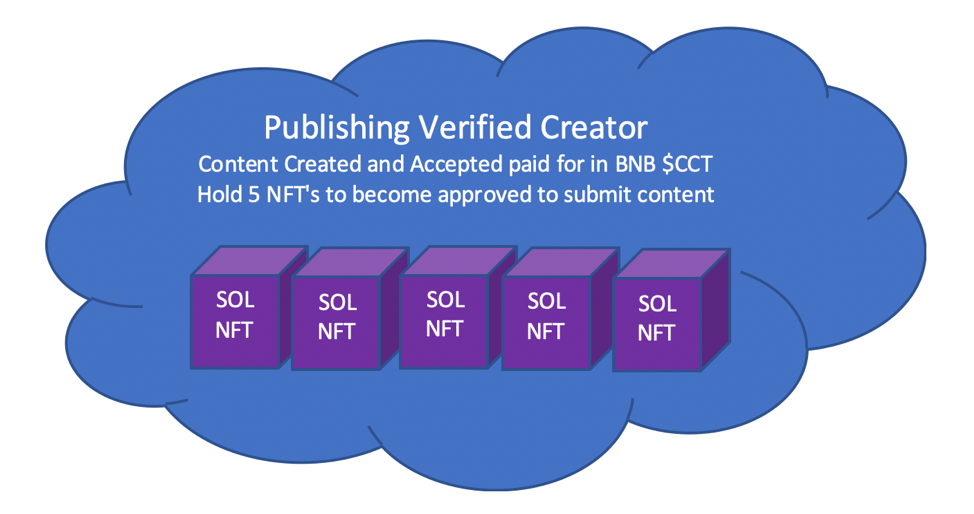 Publishing Verified Creator
Content Created and Accepted paid for in BNB $CCT
Hold 5 NFT's to become approved to submit content
SOL
NFT
SOL
NFT
SOL
NFT
SOL
NFT
SOL
NFT